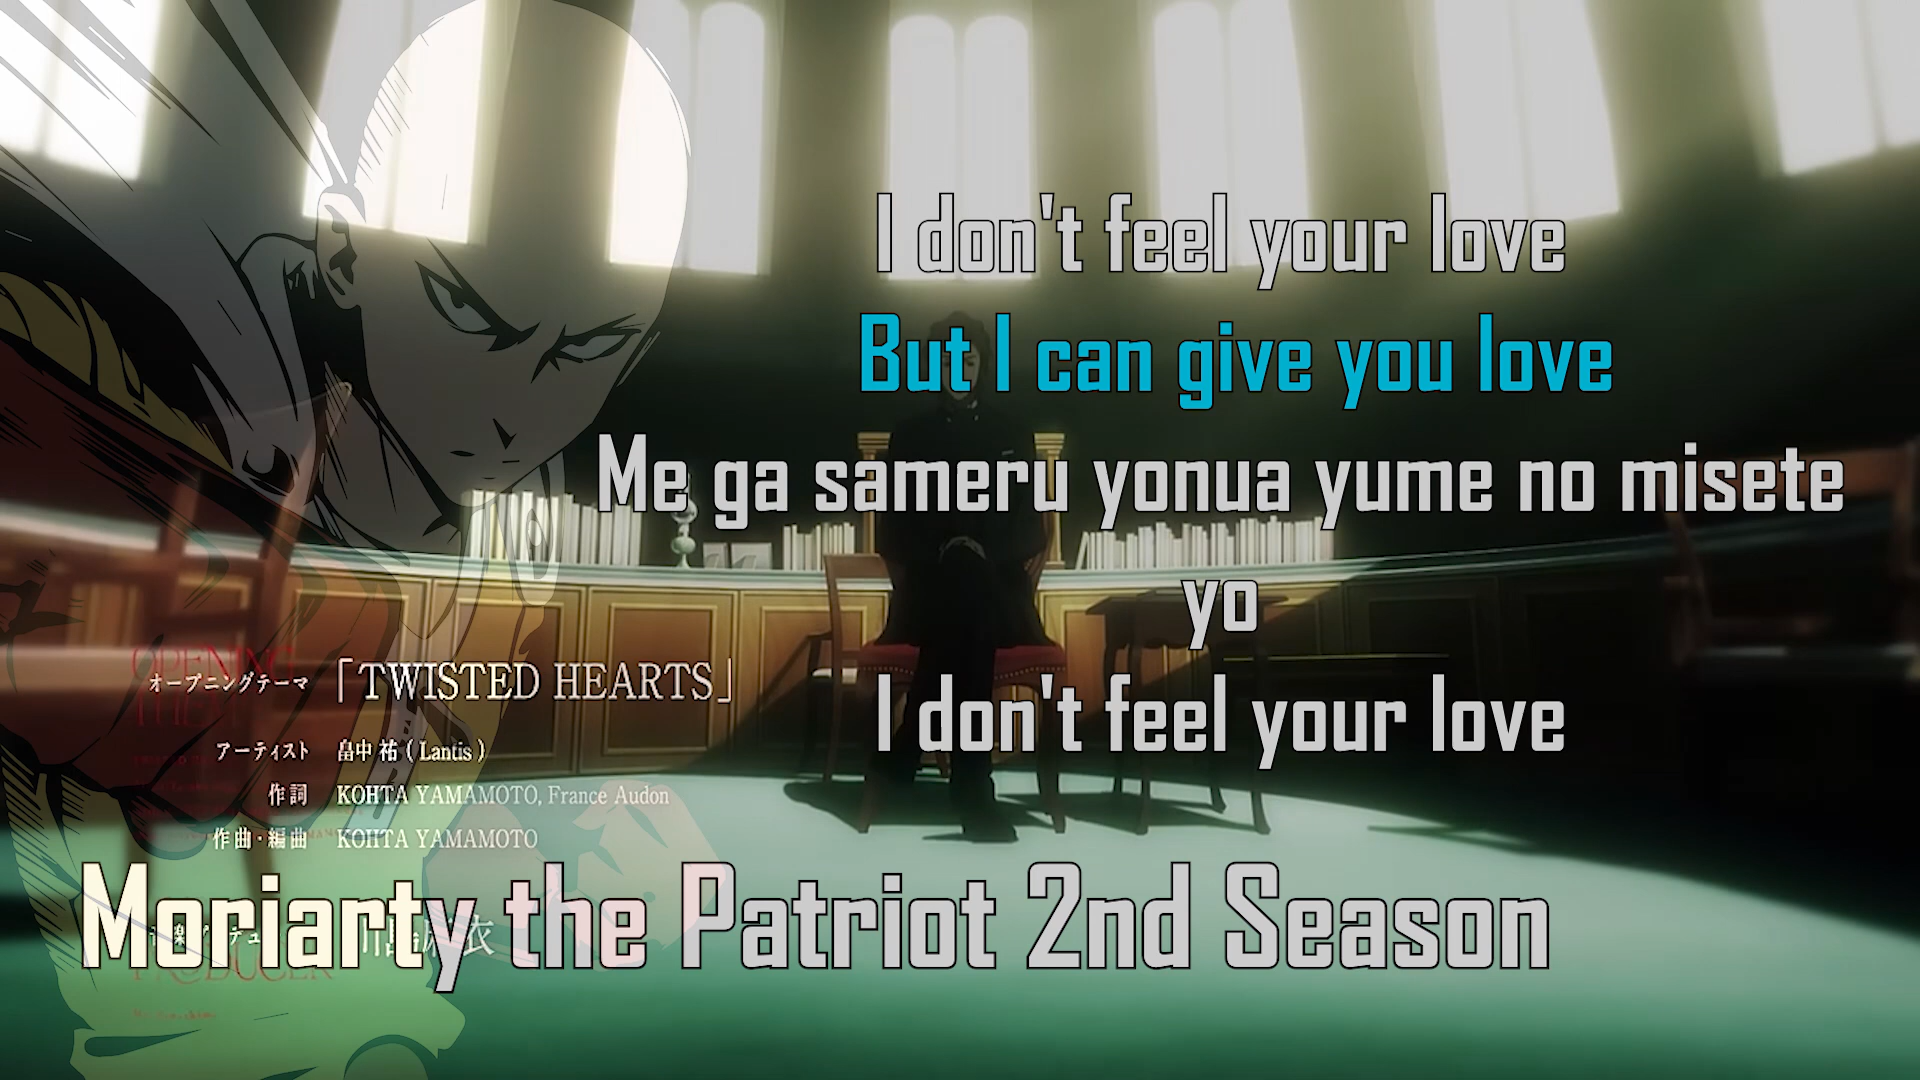 I don't feel your love
But I can give you love
Me ga sameru yonua yume no misete
yo
I don't feel your love
OPENING
オープニングテーマ 「TWISTED HEARTS」
アーティスト 畠中 祐 ( Lantis )
作詞 KOHTA YAMAMOTO, France Audon
作曲・編曲 KOHTA YAMAMOTO
Moriarty the Patriot 2nd Season
PRODUCER